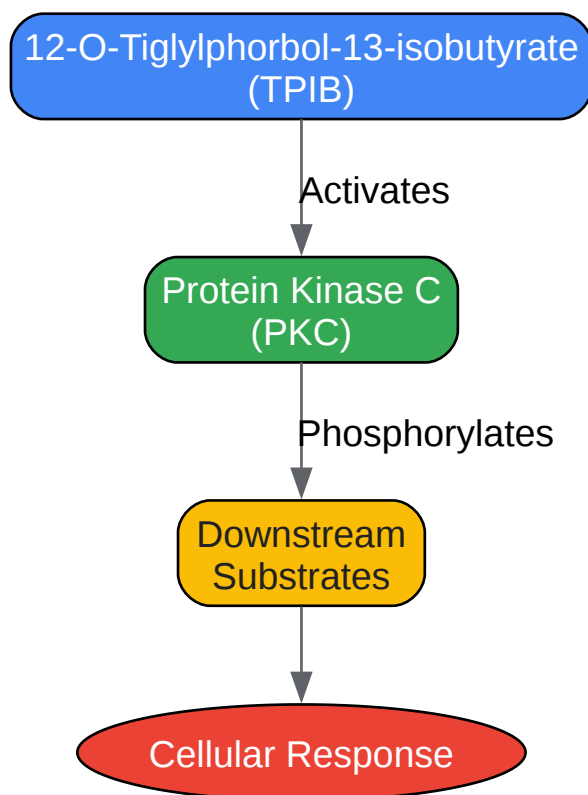 12-O-Tiglylphorbol-13-isobutyrate
(TPIB)
Activates
Protein Kinase C
(PKC)
Phosphorylates
Downstream
Substrates
Cellular Response